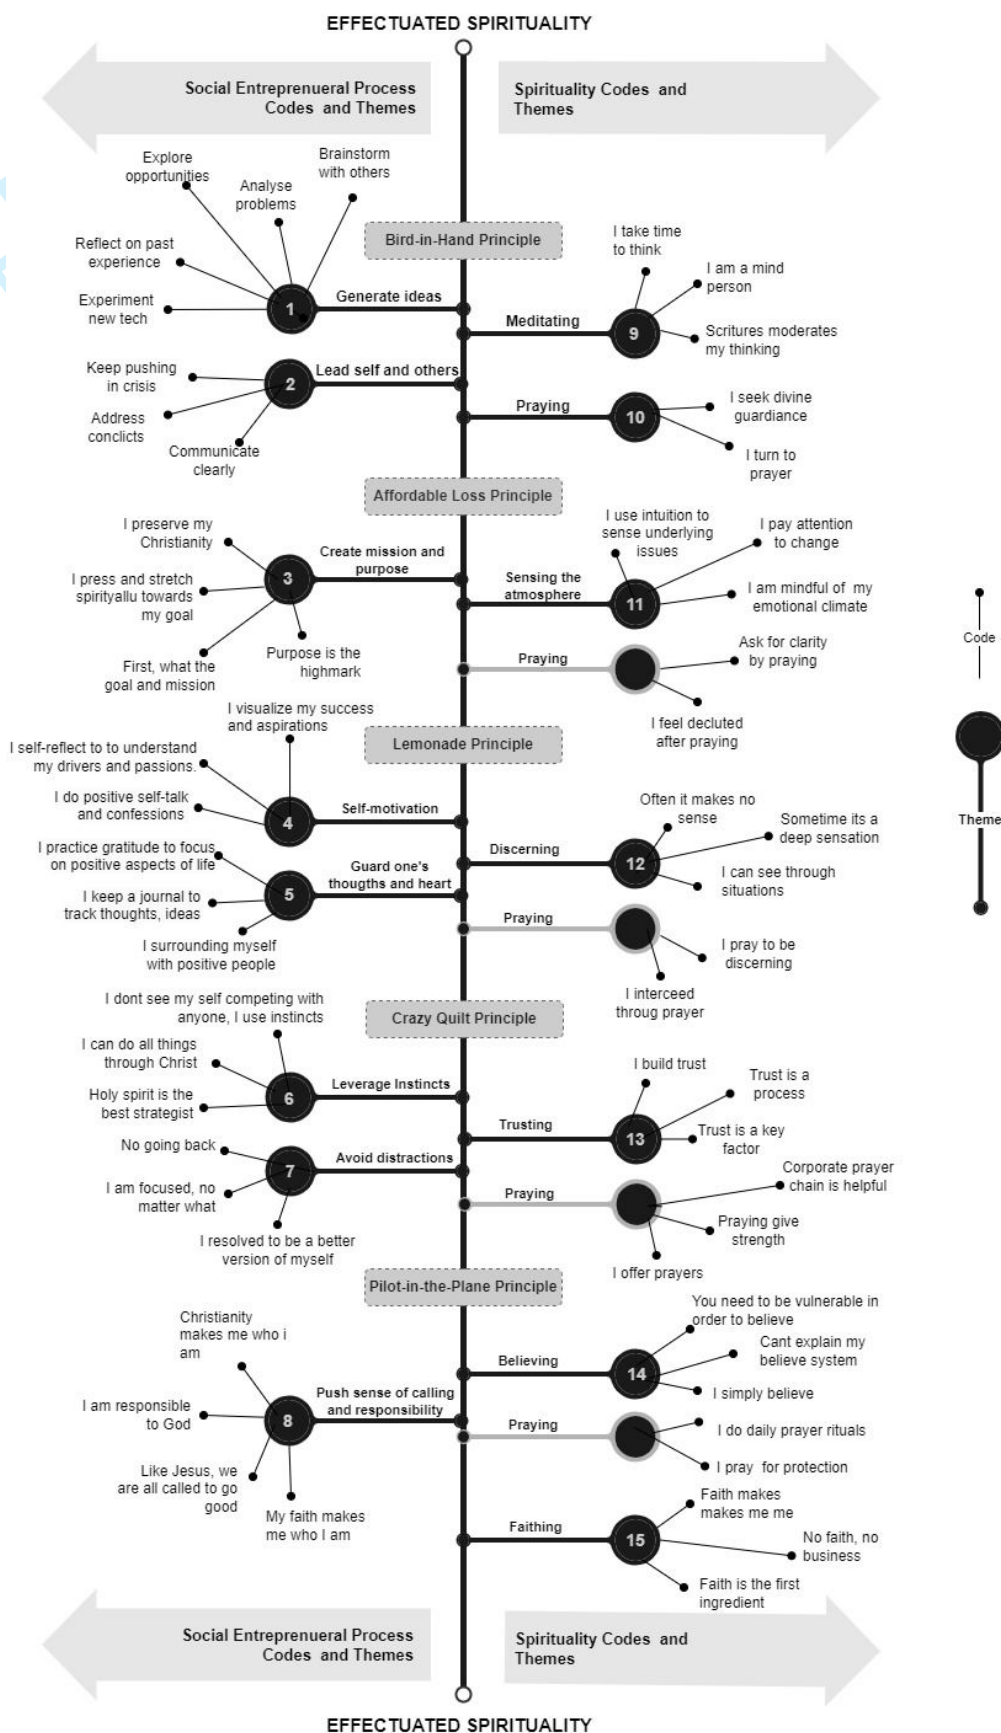 EFFECTUATED SPIRITUALITY
Social Entreprenueral Process
Codes and Themes
Spirituality Codes and
Themes
Explore
opportunities
Analyse
problems
Brainstorm
with others
Reflect on past
experience
Experiment
new tech
1
Generate ideas
Bird-in-Hand Principle
I take time
to think
I am a mind
person
Scritures moderates
my thinking
Meditating
9
Keep pushing
in crisis
Address
conclicts
Communicate
clearly
2
Lead self and others
Praying
10
I seek divine
guardiance
I turn to
prayer
Affordable Loss Principle
I preserve my
Christianity
I press and stretch
spirityallu towards
my goal
First, what the
goal and mission
Purpose is the
highmark
3
Create mission and
purpose
I use intuition to
sense underlying
issues
I pay attention
to change
I am mindful of my
emotional climate
Sensing the
atmosphere
11
Praying
Ask for clarity
by praying
I feel decluted
after praying
Code
Theme
Lemonade Principle
I visualize my success
and aspirations
I self-reflect to to understand
my drivers and passions.
I do positive self-talk
and confessions
4
Self-motivation
I practice gratitude to focus
on positive aspects of life
I keep a journal to
track thoughts, ideas
I surrounding myself
with positive people
5
Guard one's
thougths and heart
Discerning
12
Often it makes no
sense
Sometime its a
deep sensation
I can see through
situations
Praying
I pray to be
discerning
I interceed
throug prayer
Crazy Quilt Principle
I dont see my self competing with
anyone, I use instincts
I can do all things
through Christ
Holy spirit is the
best strategist
6
Leverage Instincts
No going back
I am focused, no
matter what
I resolved to be a better
version of myself
7
Avoid distractions
I build trust
Trust is a
process
Trust is a key
factor
Trusting
13
Praying
Corporate prayer
chain is helpful
Praying give
strength
I offer prayers
Pilot-in-the-Plane Principle
Christianity
makes me who i
am
I am responsible
to God
Like Jesus, we
are all called to go
good
My faith makes
me who I am
8
Push sense of calling
and responsibility
You need to be vulnerable in
order to believe
Cant explain my
believe system
I simply believe
Believing
14
Praying
I do daily prayer rituals
I pray for protection
Faithing
15
Faith makes
makes me me
No faith, no
business
Faith is the first
ingredient
Social Entreprenueral Process
Codes and Themes
Spirituality Codes and
Themes
EFFECTUATED SPIRITUALITY